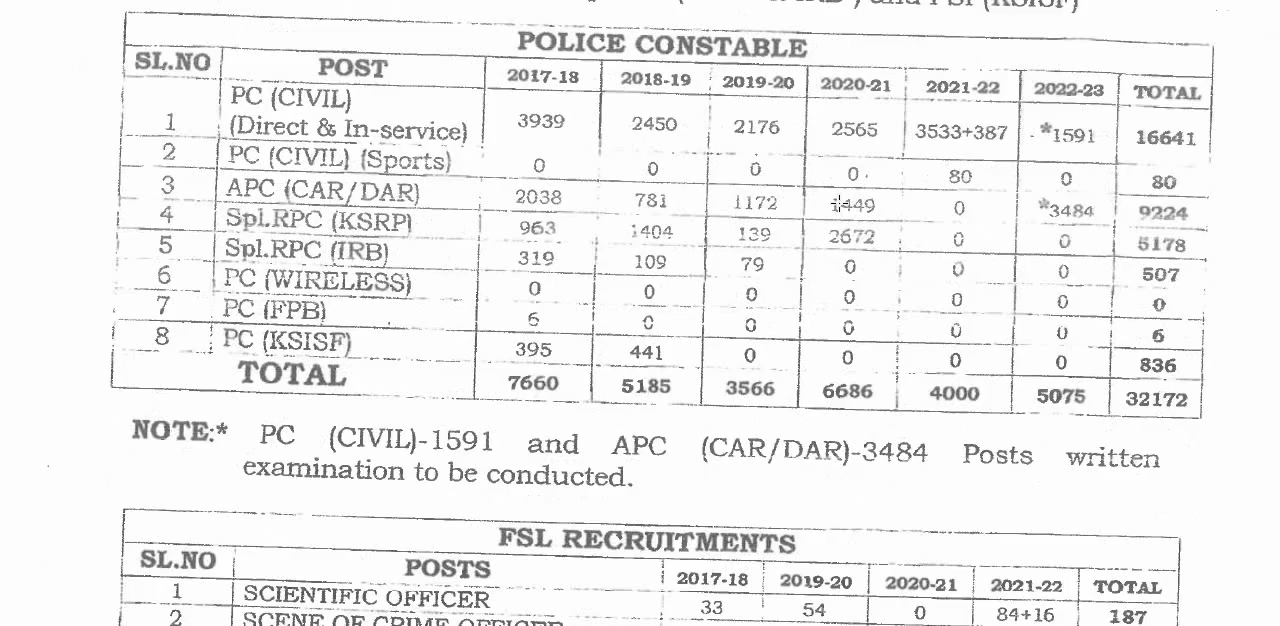 and PSI (KSISF)
POLICE CONSTABLE
SL.NO POST 2017-18 2018-19 2019-20 2020-21 2021-22 2022-23 TOTAL
1 PC (CIVIL) (Direct & In-service) 3939 2450 2176 2565 3533+387 *1591 16641
2 PC (CIVIL) (Sports) 0 0 0 0 80 0 80
3 APC (CAR/DAR) 2038 781 1172 1449 0 *3484 9224
4 Spl.RPC (KSRP) 963 1404 139 2672 0 0 5178
5 Spl.RPC (IRB) 319 109 79 0 0 0 507
6 PC (WIRELESS) 0 0 0 0 0 0 0
7 PC (FPB) 6 0 0 0 0 0 6
8 PC (KSISF) 395 441 0 0 0 0 836
TOTAL 7660 5185 3566 6686 4000 5075 32172
NOTE:* PC (CIVIL)-1591 and APC (CAR/DAR)-3484 Posts written
examination to be conducted.
FSL RECRUITMENTS
SL.NO POSTS 2017-18 2019-20 2020-21 2021-22 TOTAL
1 SCIENTIFIC OFFICER 33 54 0 84+16 187
2 SCENE OF CRIME OFFICER